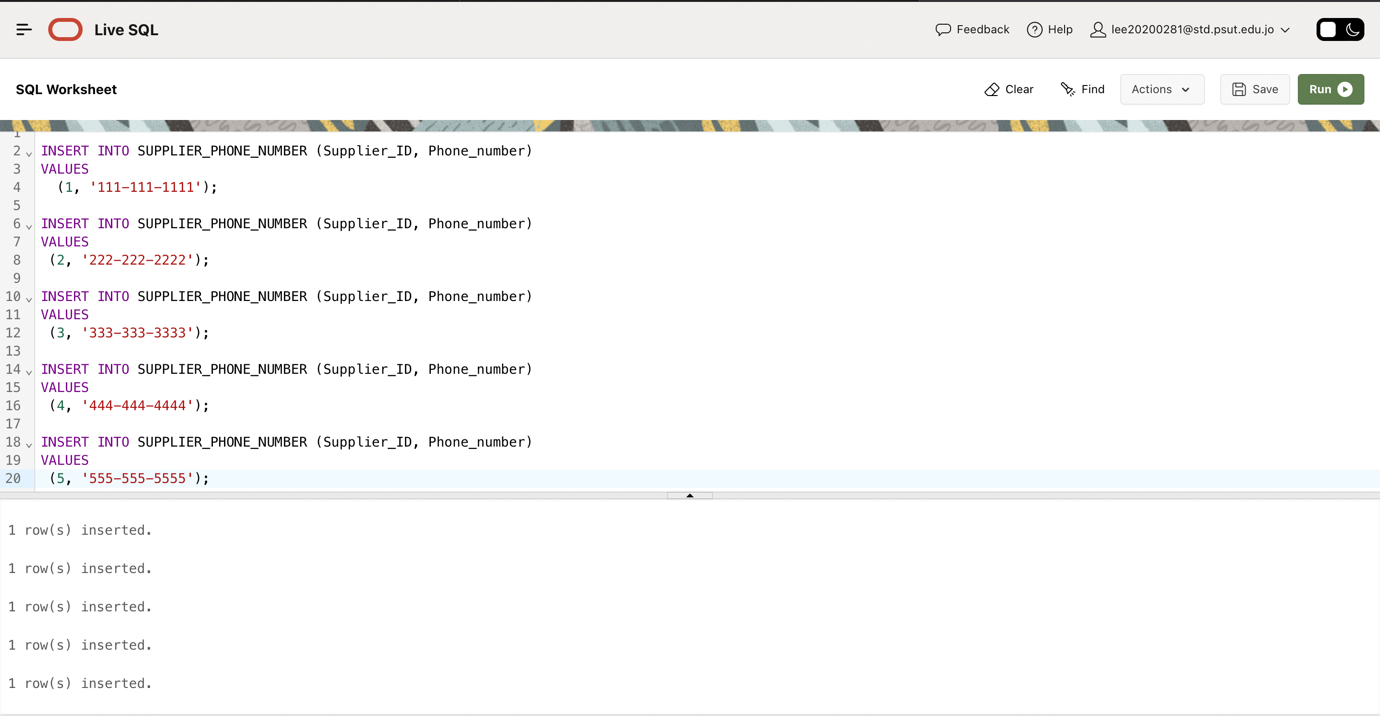 Live SQL
Feedback
Help
lee20200281@std.psut.edu.jo
SQL Worksheet
Clear
Find
Actions
Save
Run
1
2 INSERT INTO SUPPLIER_PHONE_NUMBER (Supplier_ID, Phone_number)
3 VALUES
4 (1, '111-111-1111');
5
6 INSERT INTO SUPPLIER_PHONE_NUMBER (Supplier_ID, Phone_number)
7 VALUES
8 (2, '222-222-2222');
9
10 INSERT INTO SUPPLIER_PHONE_NUMBER (Supplier_ID, Phone_number)
11 VALUES
12 (3, '333-333-3333');
13
14 INSERT INTO SUPPLIER_PHONE_NUMBER (Supplier_ID, Phone_number)
15 VALUES
16 (4, '444-444-4444');
17
18 INSERT INTO SUPPLIER_PHONE_NUMBER (Supplier_ID, Phone_number)
19 VALUES
20 (5, '555-555-5555');
1 row(s) inserted.
1 row(s) inserted.
1 row(s) inserted.
1 row(s) inserted.
1 row(s) inserted.